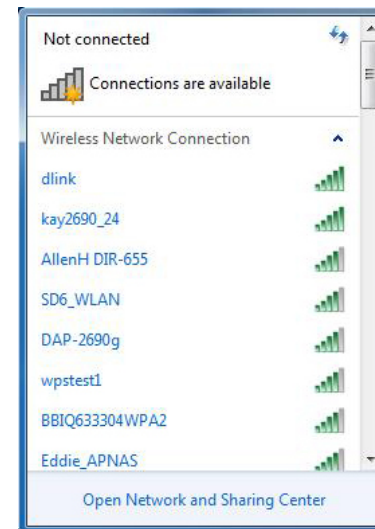 Not connected
Connections are available
Wireless Network Connection
dlink
kay2690_24
AllenH DIR-655
SD6_WLAN
DAP-2690g
wpstest1
BBIQ633304WPA2
Eddie_APNAS
Open Network and Sharing Center